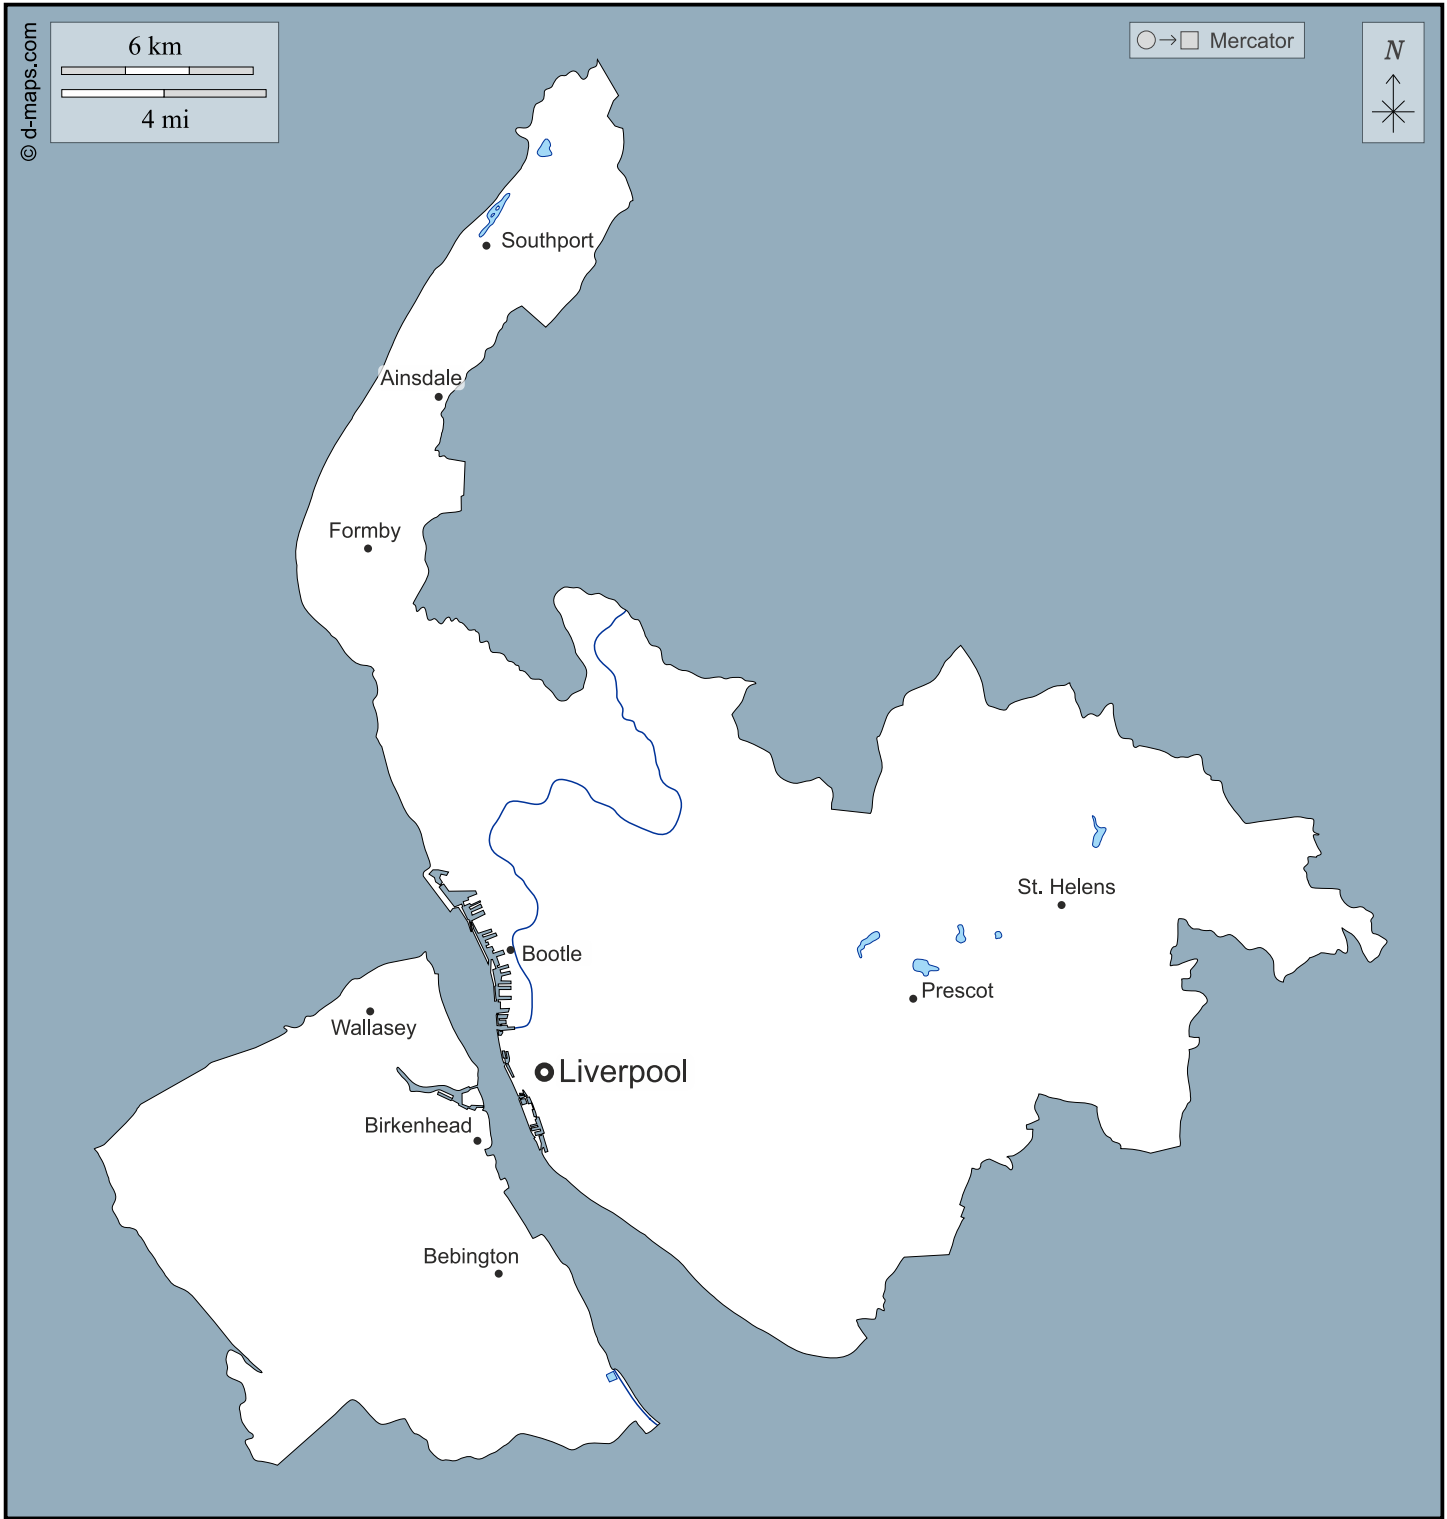 © d-maps.com
6 km
4 mi
Mercator
N
Southport
Ainsdale
Formby
St. Helens
Bootle
Prescot
Wallasey
Liverpool
Birkenhead
Bebington